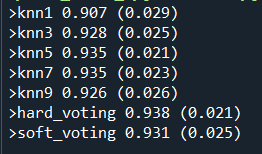 >knn1 0.907 (0.029)
>knn3 0.928 (0.025)
>knn5 0.935 (0.021)
>knn7 0.935 (0.023)
>knn9 0.926 (0.026)
>hard_voting 0.938 (0.021)
>soft_voting 0.931 (0.025)